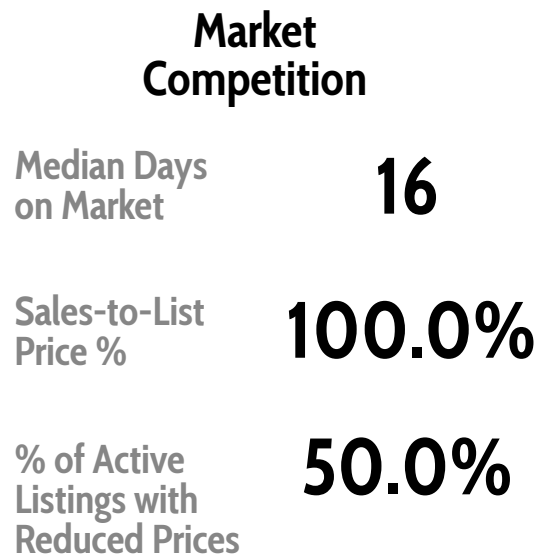 Market
Competition
Median Days
on Market
16
Sales-to-List
Price %
100.0%
% of Active
Listings with
Reduced Prices
50.0%